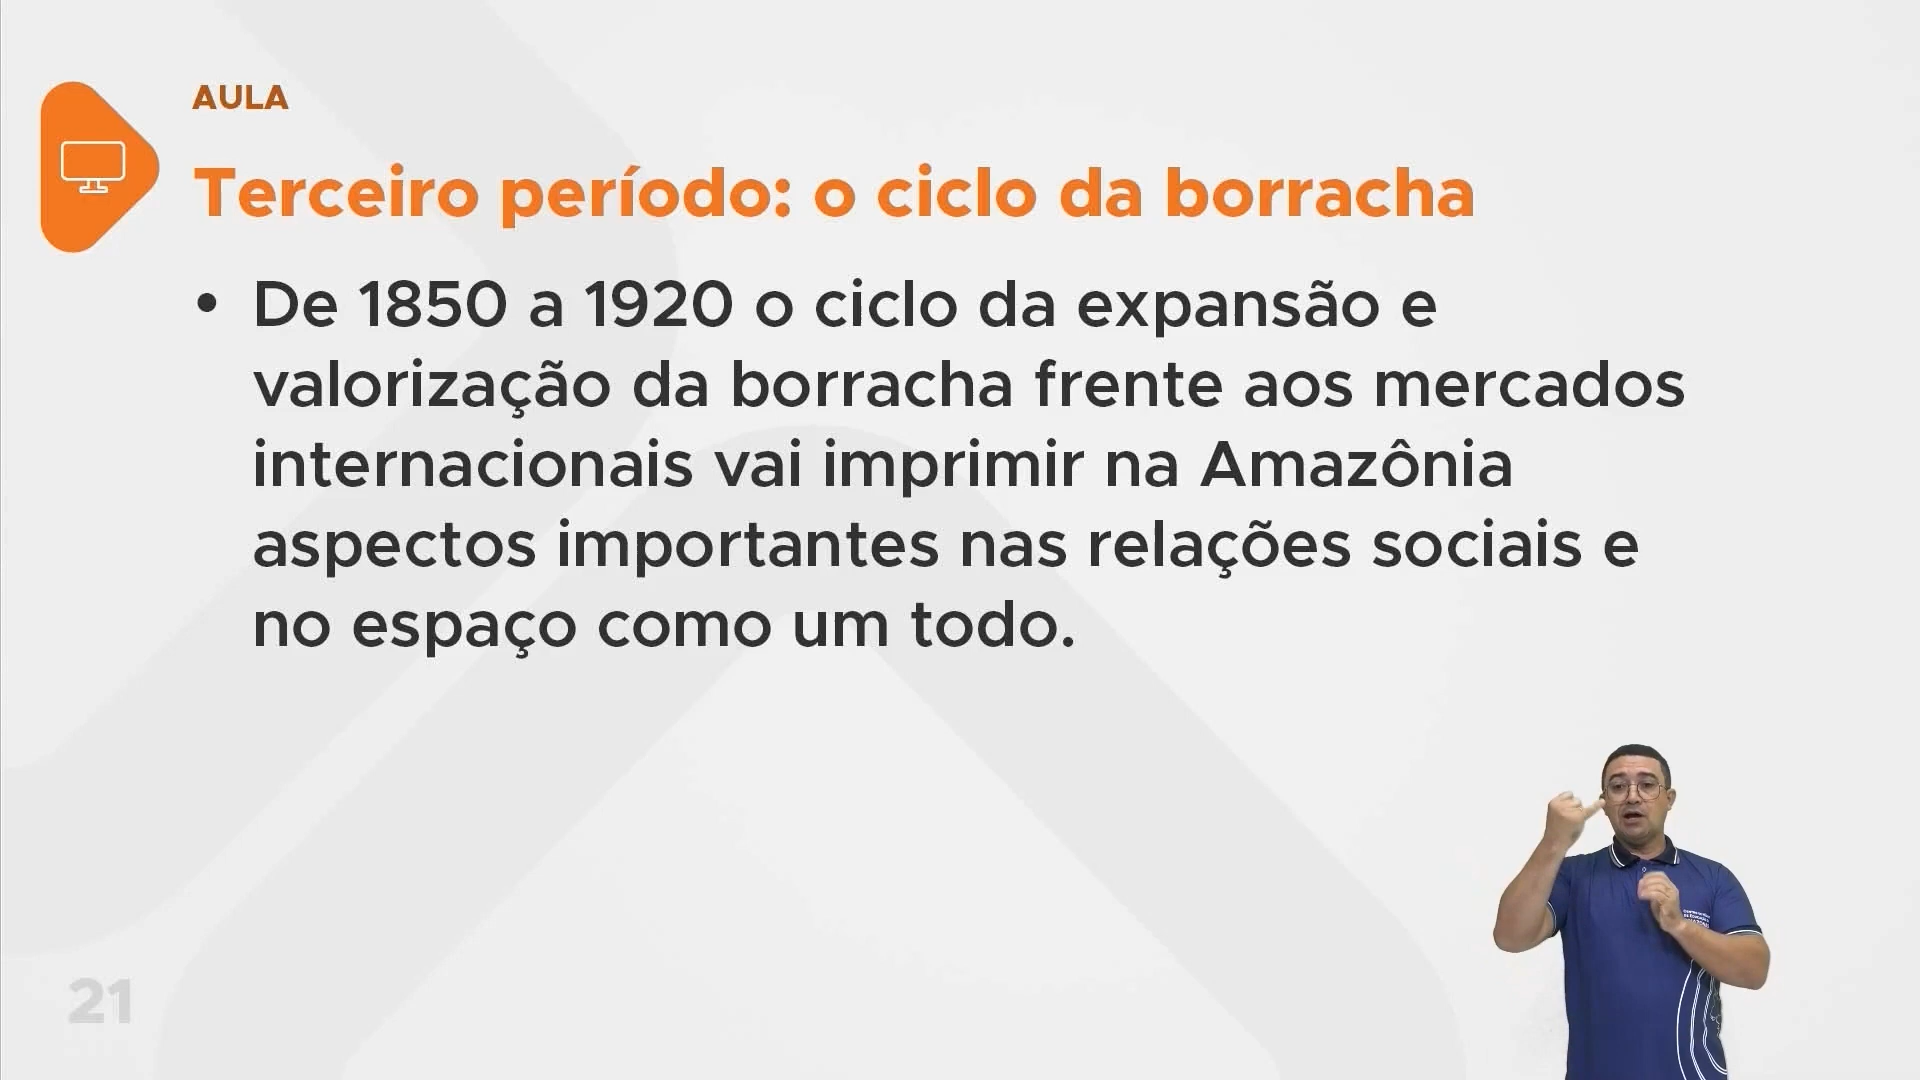 AULA
Terceiro período: o ciclo da borracha
• De 1850 a 1920 o ciclo da expansão e
valorização da borracha frente aos mercados
internacionais vai imprimir na Amazônia
aspectos importantes nas relações sociais e
no espaço como um todo.
21